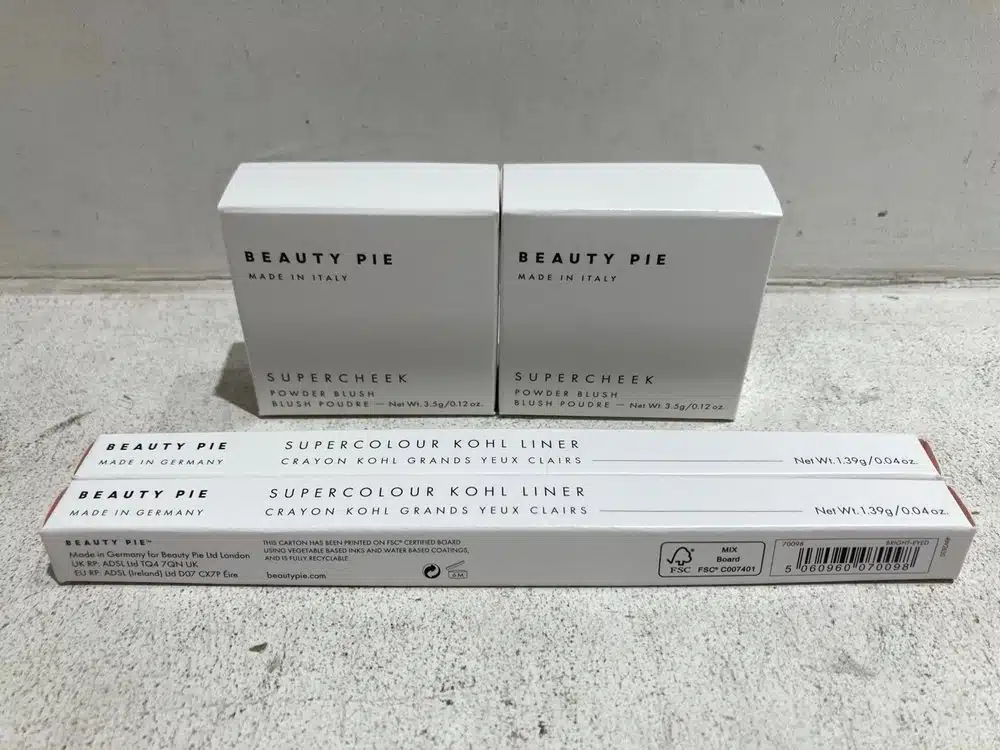 BEAUTY PIE
MADE IN ITALY
SUPERCHEEK
POWDER BLUSH
BLUSH POUDRE — Net Wt. 3.5g/0.12 oz.
BEAUTY PIE
MADE IN ITALY
SUPERCHEEK
POWDER BLUSH
BLUSH POUDRE — Net Wt. 3.5g/0.12 oz.
BEAUTY PIE SUPERCOLOUR KOHL LINER
MADE IN GERMANY CRAYON KOHL GRANDS YEUX CLAIRS Net Wt. 1.39g/0.04 oz.
BEAUTY PIE SUPERCOLOUR KOHL LINER
MADE IN GERMANY CRAYON KOHL GRANDS YEUX CLAIRS Net Wt. 1.39g/0.04 oz.
BEAUTY PIE™
Made in Germany for Beauty Pie Ltd London
UK RP: ADSL Ltd TQ4 7QN UK
EU RP: ADSL (Ireland) Ltd D07 CX7P Éire
THIS CARTON HAS BEEN PRINTED ON FSC® CERTIFIED BOARD
USING VEGETABLE BASED INKS AND WATER BASED COATINGS,
AND IS FULLY RECYCLABLE.
beautypie.com
6M
FSC
MIX
Board
FSC® C007401
70098 BRIGHT-EYED
5 060960 070098